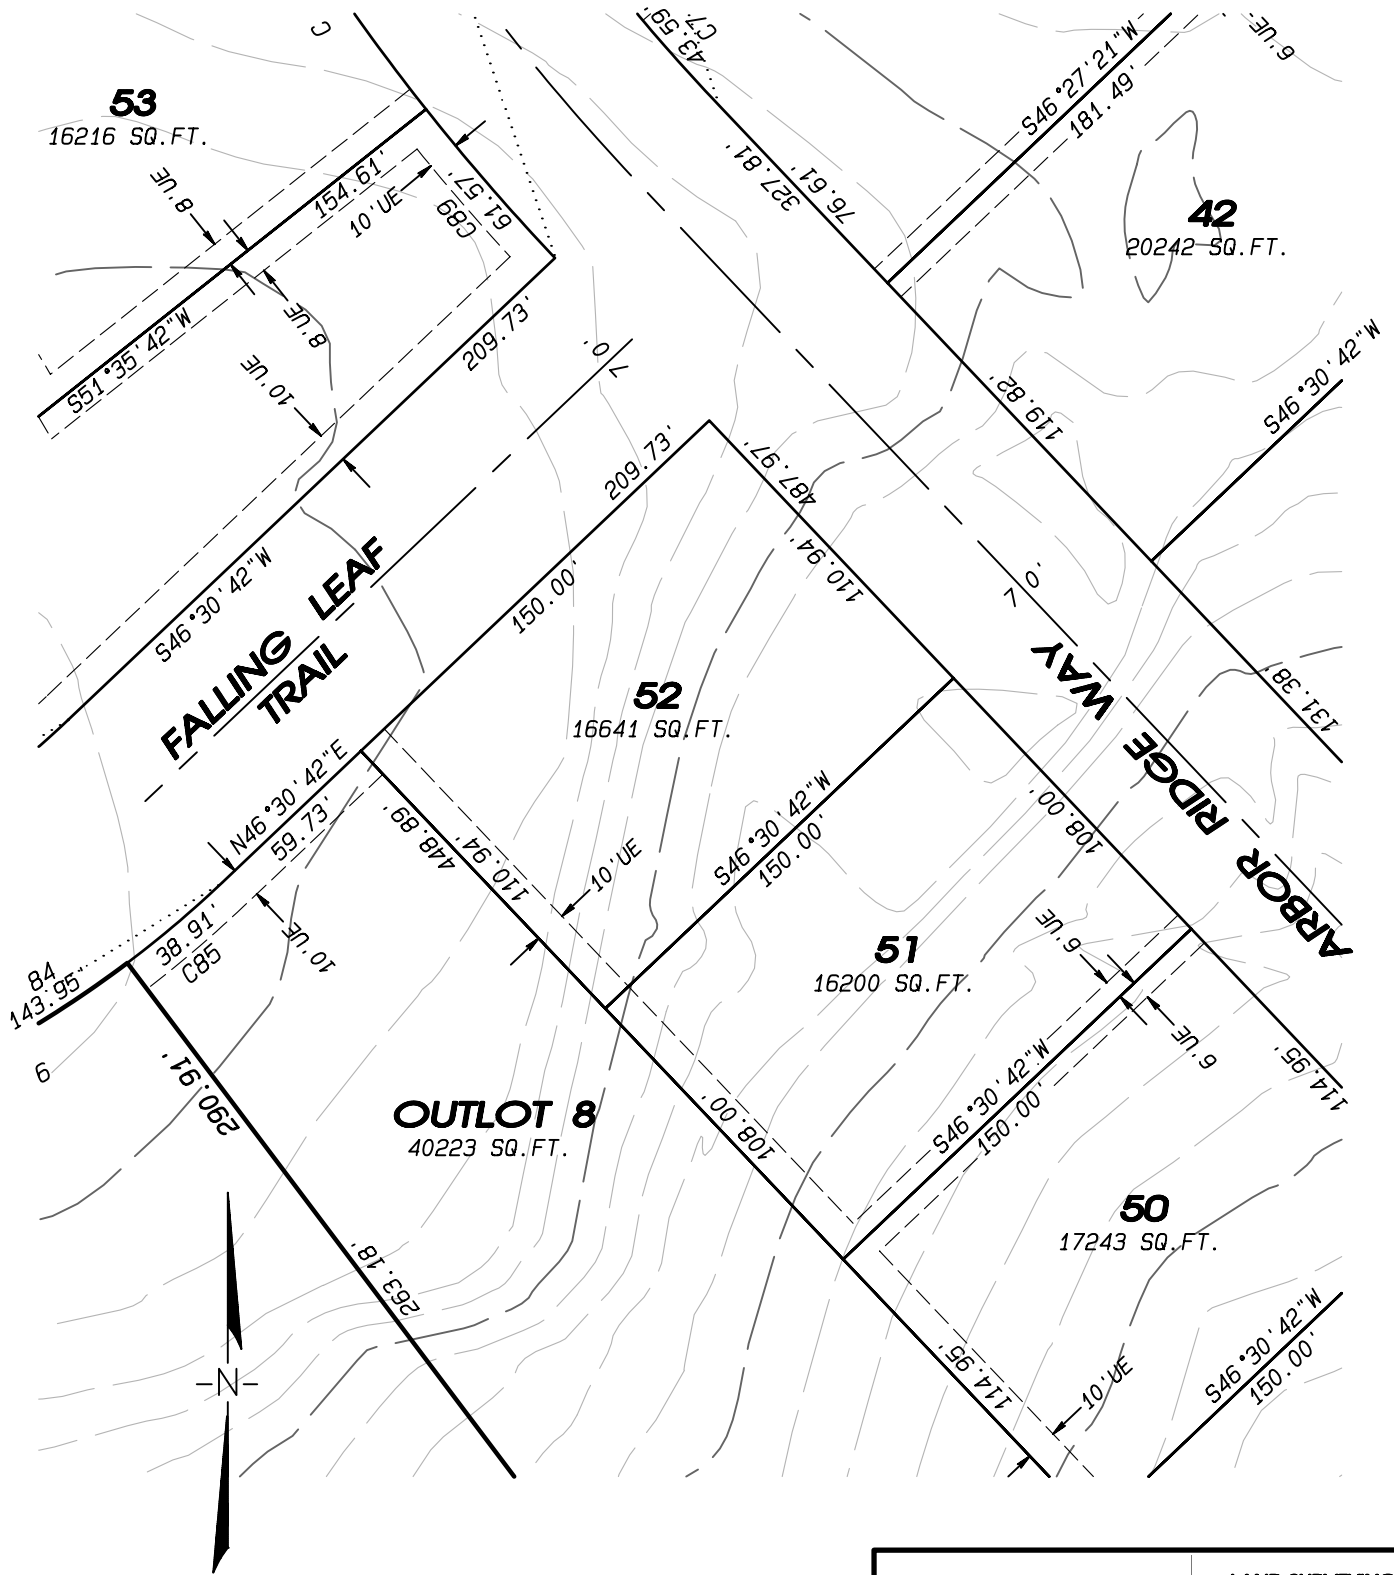 C
43.59'
C7
6'UE
53
16216 SQ.FT.
S46°27'21"W
181.49'
8'UE
154.61'
10'UE
61.57'
C89
327.81'
76.61'
42
20242 SQ.FT.
S51°35'42"W
8'UE
10'UE
209.73'
70'
119.82'
S46°30'42"W
209.73'
487.97'
110.94'
S46°30'42"W
FALLING LEAF
TRAIL
150.00'
70'
52
16641 SQ.FT.
131.38'
ARBOR RIDGE WAY
N46°30'42"E
59.73'
448.89'
110.94'
10'UE
S46°30'42"W
150.00'
108.00'
38.91'
C85
10'UE
84
143.95'
6
51
16200 SQ.FT.
6'UE
6'UE
290.91'
OUTLOT 8
40223 SQ.FT.
108.00'
S46°30'42"W
150.00'
114.95'
50
17243 SQ.FT.
263.18'
-N-
114.95'
10'UE
S46°30'42"W
150.00'